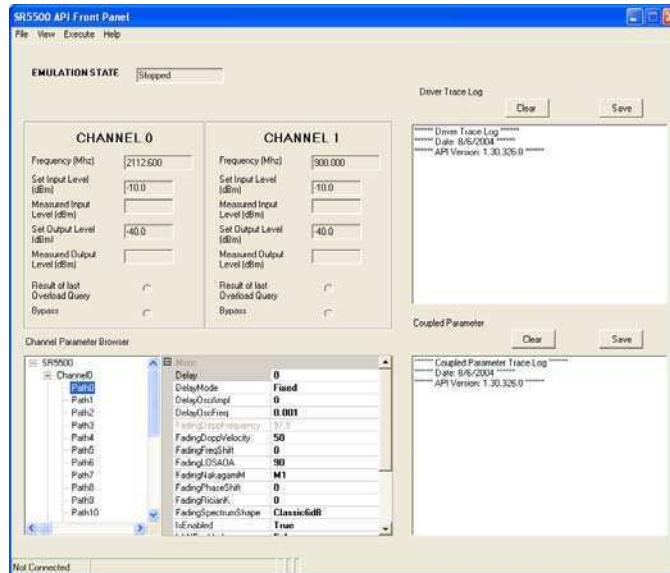 SR5500 API Front Panel
File View Execute Help
EMULATION STATE Stopped
CHANNEL 0
Frequency (Mhz) 2112.600
Set Input Level (dBm) -10.0
Measured Input Level (dBm)
Set Output Level (dBm) -40.0
Measured Output Level (dBm)
Result of last Overload Query
Bypass
CHANNEL 1
Frequency (Mhz) 900.000
Set Input Level (dBm) -10.0
Measured Input Level (dBm)
Set Output Level (dBm) -40.0
Measured Output Level (dBm)
Result of last Overload Query
Bypass
Driver Trace Log
Clear Save
****** Driver Trace Log ******
****** Date: 8/6/2004 ******
****** API Version: 1.30.326.0 ******
Coupled Parameter
Clear Save
****** Coupled Parameter Trace Log ******
****** Date: 8/6/2004 ******
****** API Version: 1.30.326.0 ******
Channel Parameter Browser
SR5500
Channel0
Path0
Path1
Path2
Path3
Path4
Path5
Path6
Path7
Path8
Path9
Path10
Misc
Delay 0
DelayMode Fixed
DelayOscAmpl 0
DelayOscFreq 0.001
FadingDoppFrequency 97.9
FadingDoppVelocity 50
FadingFreqShift 0
FadingLOSAOA 90
FadingNakagamiM M1
FadingPhaseShift 0
FadingRicianK 0
FadingSpectrumShape Classic6dB
IsEnabled True
Not Connected